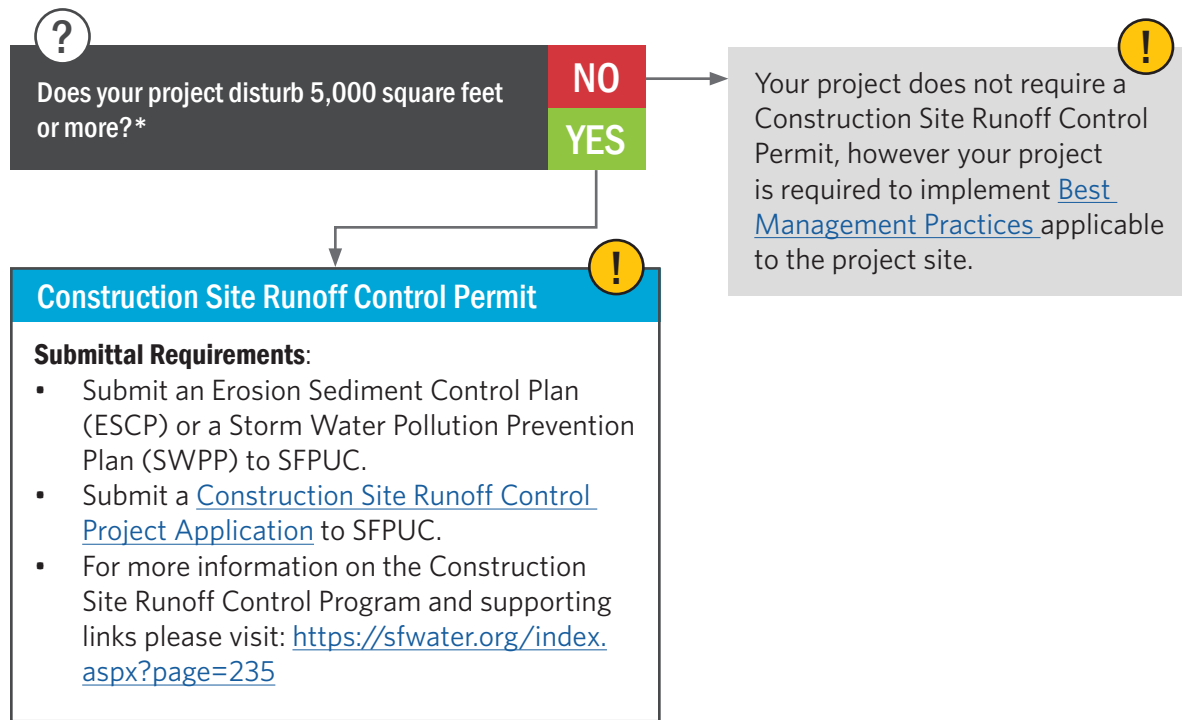 ?
Does your project disturb 5,000 square feet
or more?*
NO
YES
!
Your project does not require a
Construction Site Runoff Control
Permit, however your project
is required to implement Best
Management Practices applicable
to the project site.
!
Construction Site Runoff Control Permit
Submittal Requirements:
• Submit an Erosion Sediment Control Plan
(ESCP) or a Storm Water Pollution Prevention
Plan (SWPP) to SFPUC.
• Submit a Construction Site Runoff Control
Project Application to SFPUC.
• For more information on the Construction
Site Runoff Control Program and supporting
links please visit: https://sfwater.org/index.
aspx?page=235